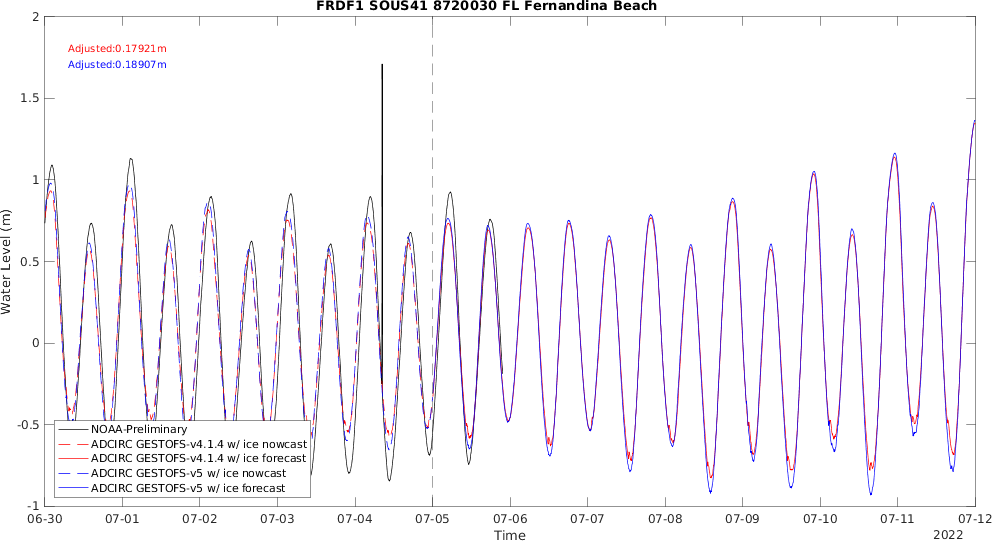 FRDF1 SOUS41 8720030 FL Fernandina Beach
2
Adjusted:0.17921m
Adjusted:0.18907m
1.5
1
0.5
Water Level (m)
0
-0.5
NOAA-Preliminary
ADCIRC GESTOFS-v4.1.4 w/ ice nowcast
ADCIRC GESTOFS-v4.1.4 w/ ice forecast
ADCIRC GESTOFS-v5 w/ ice nowcast
ADCIRC GESTOFS-v5 w/ ice forecast
-1
06-30 07-01 07-02 07-03 07-04 07-05 07-06 07-07 07-08 07-09 07-10 07-11 07-12
Time
2022